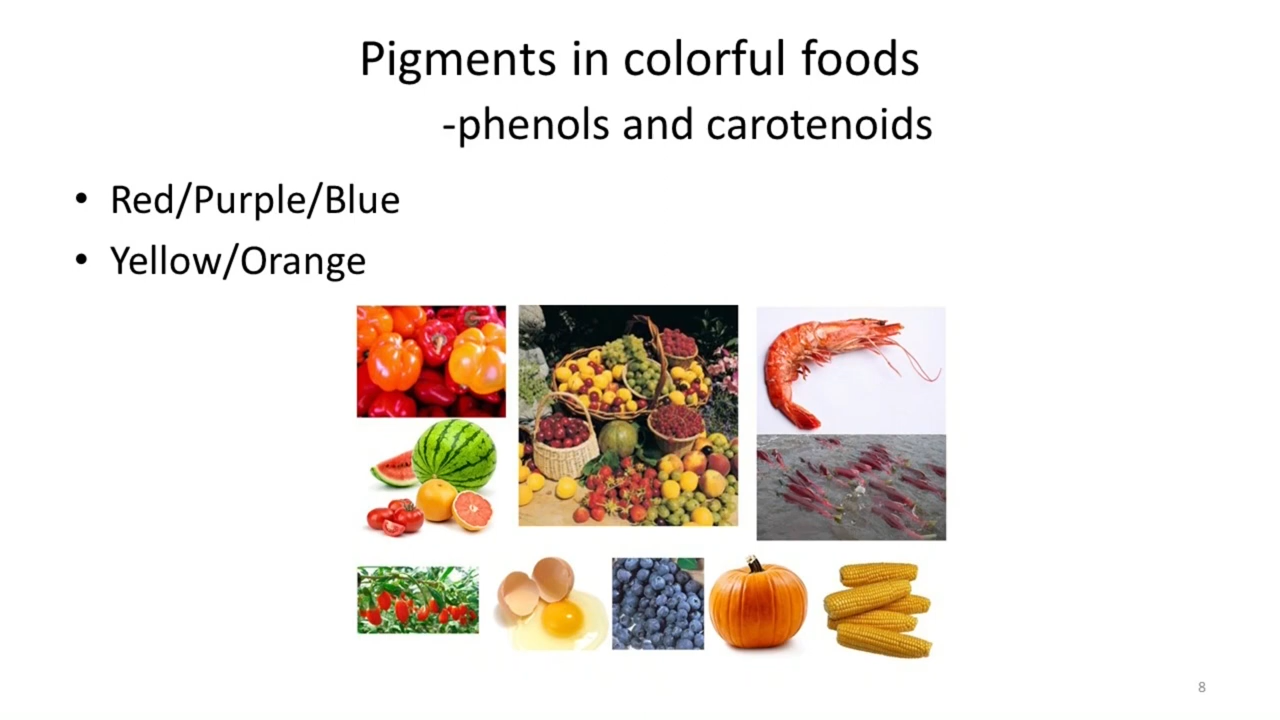 Pigments in colorful foods
-phenols and carotenoids
• Red/Purple/Blue
• Yellow/Orange
8